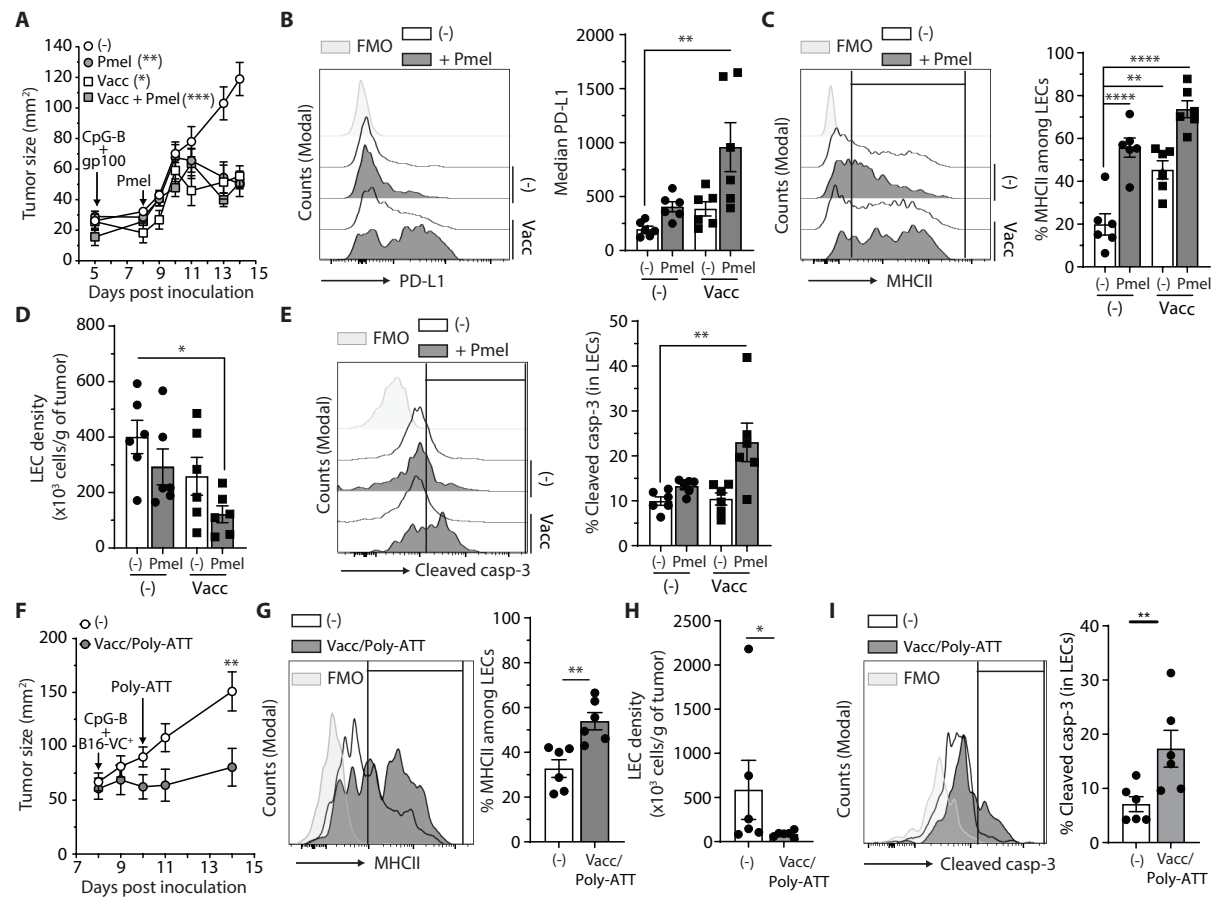 A
(-)
Pmel (**)
Vacc (*)
Vacc + Pmel (***)
CpG-B
+
gp100
Pmel
Tumor size (mm²)
140
120
100
80
60
40
20
0
5 7 9 11 13 15
Days post inoculation
B
FMO
(-)
+ Pmel
Counts (Modal)
(-)
Vacc
PD-L1
Median PD-L1
2000
1500
1000
500
0
**
(-) Pmel (-) Pmel
(-) Vacc
C
FMO
(-)
+ Pmel
Counts (Modal)
(-)
Vacc
MHCII
% MHCII among LECs
100
80
60
40
20
0
****
**
****
(-) Pmel (-) Pmel
(-) Vacc
D
LEC density
(x10³ cells/g of tumor)
800
600
400
200
0
*
(-) Pmel (-) Pmel
(-) Vacc
E
FMO
(-)
+ Pmel
Counts (Modal)
(-)
Vacc
Cleaved casp-3
% Cleaved casp-3 (in LECs)
50
40
30
20
10
0
**
(-) Pmel (-) Pmel
(-) Vacc
F
(-)
Vacc/Poly-ATT
Tumor size (mm²)
200
150
100
50
0
Poly-ATT
CpG-B
+
B16-VC⁺
**
7 9 11 13 15
Days post inoculation
G
(-)
Vacc/Poly-ATT
FMO
Counts (Modal)
MHCII
% MHCII among LECs
100
80
60
40
20
0
**
(-) Vacc/
Poly-ATT
H
LEC density
(x10³ cells/g of tumor)
2500
2000
1500
1000
500
0
*
(-) Vacc/
Poly-ATT
I
(-)
Vacc/Poly-ATT
FMO
Counts (Modal)
Cleaved casp-3
% Cleaved casp-3 (in LECs)
40
30
20
10
0
**
(-) Vacc/
Poly-ATT